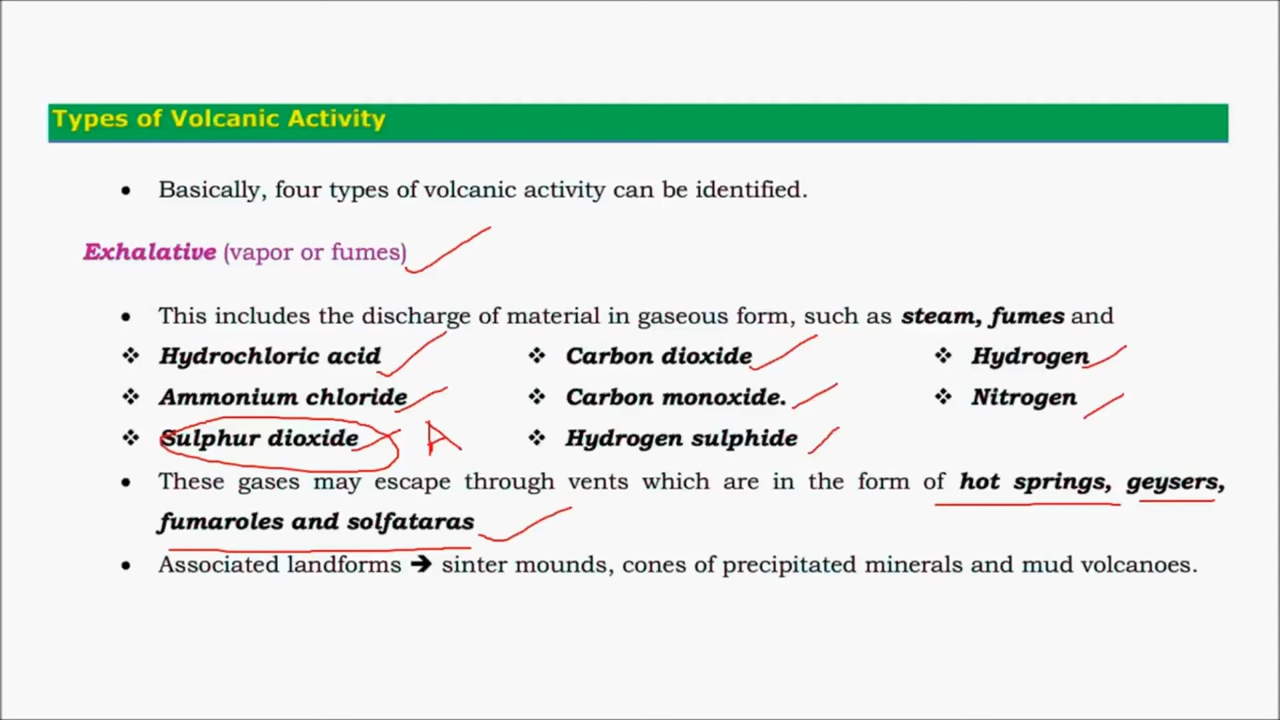 Types of Volcanic Activity
• Basically, four types of volcanic activity can be identified.
Exhalative (vapor or fumes)
• This includes the discharge of material in gaseous form, such as steam, fumes and
❖ Hydrochloric acid ❖ Carbon dioxide ❖ Hydrogen
❖ Ammonium chloride ❖ Carbon monoxide. ❖ Nitrogen
❖ Sulphur dioxide A ❖ Hydrogen sulphide
• These gases may escape through vents which are in the form of hot springs, geysers,
fumaroles and solfataras
• Associated landforms ➔ sinter mounds, cones of precipitated minerals and mud volcanoes.